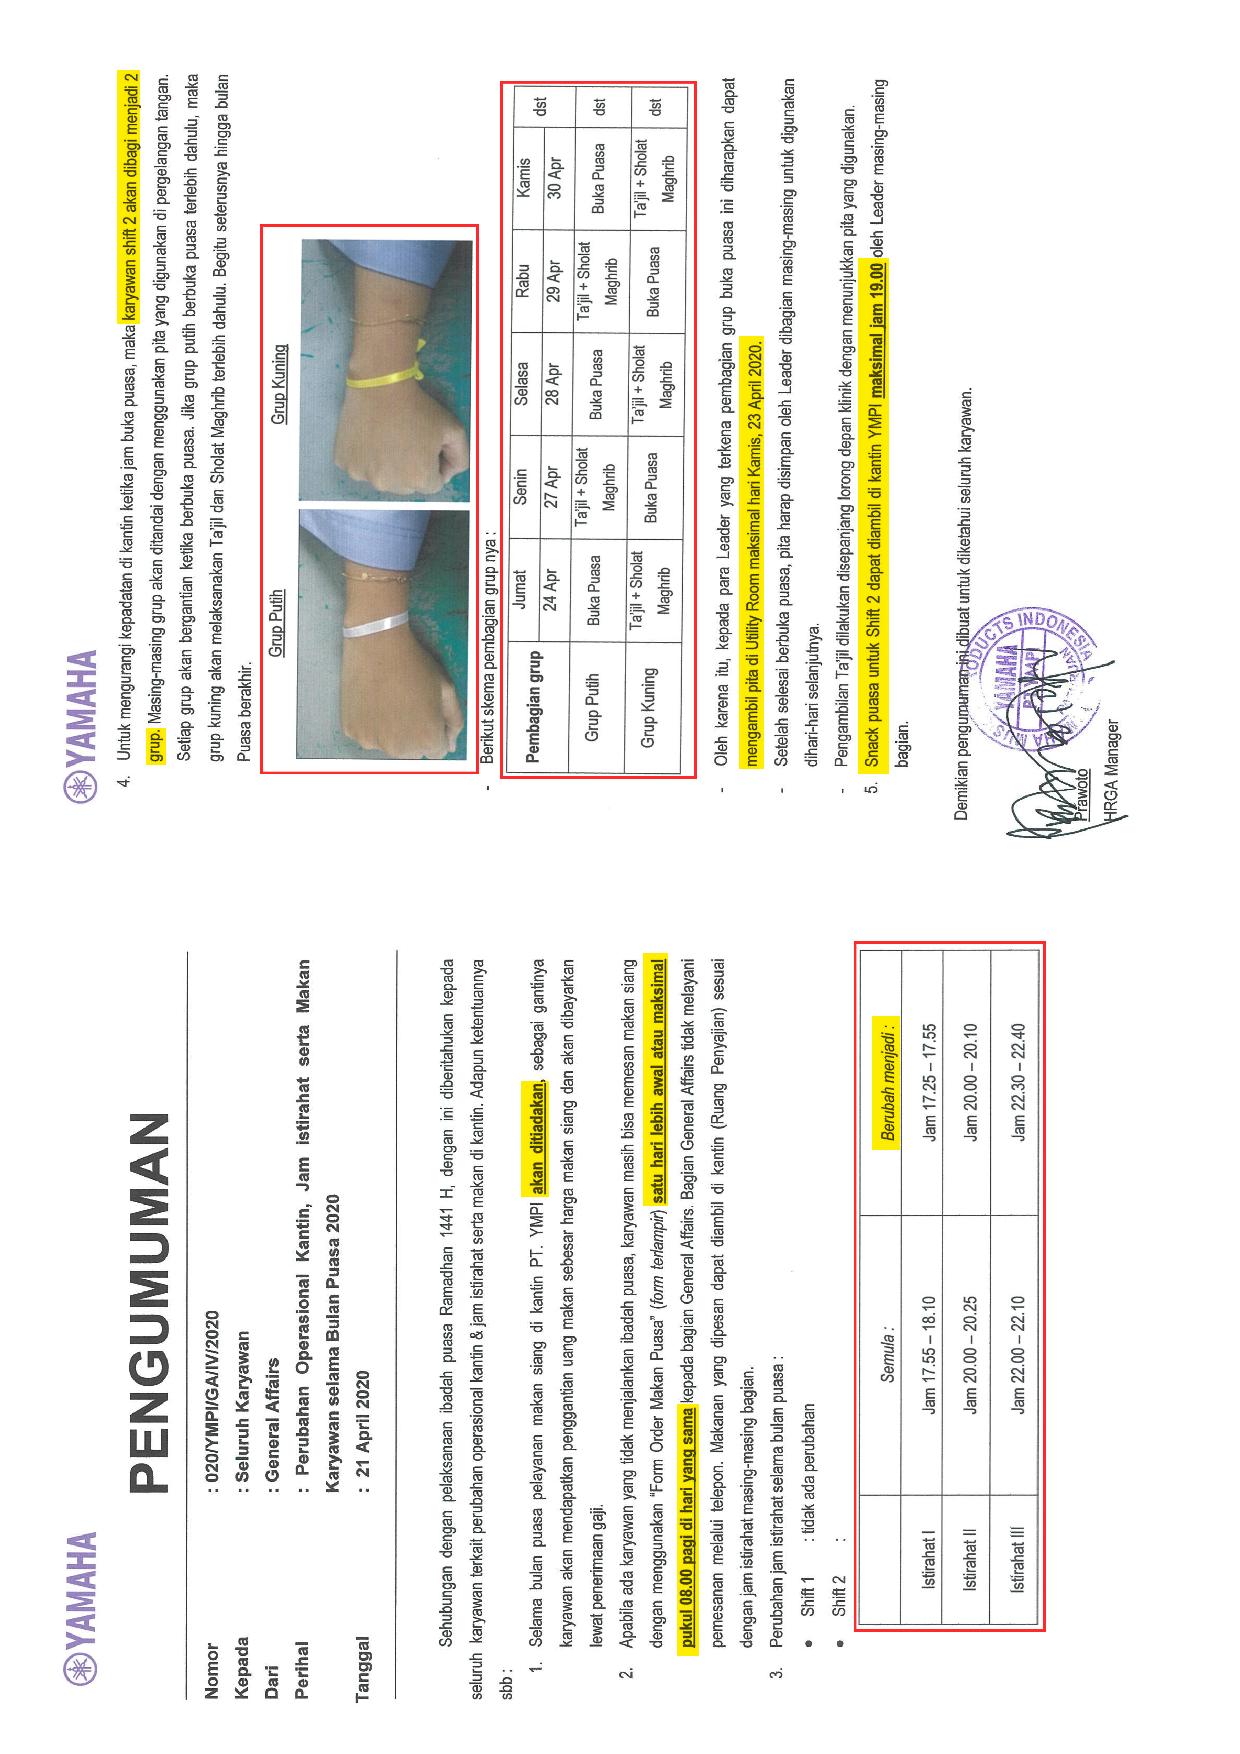 YAMAHA
PENGUMUMAN
Nomor : 020/YMPI/GA/IV/2020
Kepada : Seluruh Karyawan
Dari : General Affairs
Perihal : Perubahan Operasional Kantin, Jam istirahat serta Makan
Karyawan selama Bulan Puasa 2020
Tanggal : 21 April 2020
Sehubungan dengan pelaksanaan ibadah puasa Ramadhan 1441 H, dengan ini diberitahukan kepada
seluruh karyawan terkait perubahan operasional kantin & jam istirahat serta makan di kantin. Adapun ketentuannya
sbb :
1. Selama bulan puasa pelayanan makan siang di kantin PT. YMPI akan ditiadakan, sebagai gantinya
karyawan akan mendapatkan penggantian uang makan sebesar harga makan siang dan akan dibayarkan
lewat penerimaan gaji.
2. Apabila ada karyawan yang tidak menjalankan ibadah puasa, karyawan masih bisa memesan makan siang
dengan menggunakan “Form Order Makan Puasa” (form terlampir) satu hari lebih awal atau maksimal
pukul 08.00 pagi di hari yang sama kepada bagian General Affairs. Bagian General Affairs tidak melayani
pemesanan melalui telepon. Makanan yang dipesan dapat diambil di kantin (Ruang Penyajian) sesuai
dengan jam istirahat masing-masing bagian.
3. Perubahan jam istirahat selama bulan puasa :
• Shift 1 : tidak ada perubahan
• Shift 2 :
Semula : Berubah menjadi :
Istirahat I Jam 17.55 – 18.10 Jam 17.25 – 17.55
Istirahat II Jam 20.00 – 20.25 Jam 20.00 – 20.10
Istirahat III Jam 22.00 – 22.10 Jam 22.30 – 22.40
YAMAHA
4. Untuk mengurangi kepadatan di kantin ketika jam buka puasa, maka karyawan shift 2 akan dibagi menjadi 2
grup. Masing-masing grup akan ditandai dengan menggunakan pita yang digunakan di pergelangan tangan.
Setiap grup akan bergantian ketika berbuka puasa. Jika grup putih berbuka puasa terlebih dahulu, maka
grup kuning akan melaksanakan Ta'jil dan Sholat Maghrib terlebih dahulu. Begitu seterusnya hingga bulan
Puasa berakhir.
Grup Putih Grup Kuning
- Berikut skema pembagian grup nya :
Pembagian grup Jumat Senin Selasa Rabu Kamis dst
24 Apr 27 Apr 28 Apr 29 Apr 30 Apr
Grup Putih Buka Puasa Ta'jil + Sholat Maghrib Buka Puasa Ta'jil + Sholat Maghrib Buka Puasa dst
Grup Kuning Ta'jil + Sholat Maghrib Buka Puasa Ta'jil + Sholat Maghrib Buka Puasa Ta'jil + Sholat Maghrib dst
- Oleh karena itu, kepada para Leader yang terkena pembagian grup buka puasa ini diharapkan dapat
mengambil pita di Utility Room maksimal hari Kamis, 23 April 2020.
- Setelah selesai berbuka puasa, pita harap disimpan oleh Leader dibagian masing-masing untuk digunakan
dihari-hari selanjutnya.
- Pengambilan Ta'jil dilakukan disepanjang lorong depan klinik dengan menunjukkan pita yang digunakan.
5. Snack puasa untuk Shift 2 dapat diambil di kantin YMPI maksimal jam 19.00 oleh Leader masing-masing
bagian.
Demikian pengumuman ini dibuat untuk diketahui seluruh karyawan.
YAMAHA
PT. YMPI
PRODUCTS INDONESIA
Prawoto
HRGA Manager